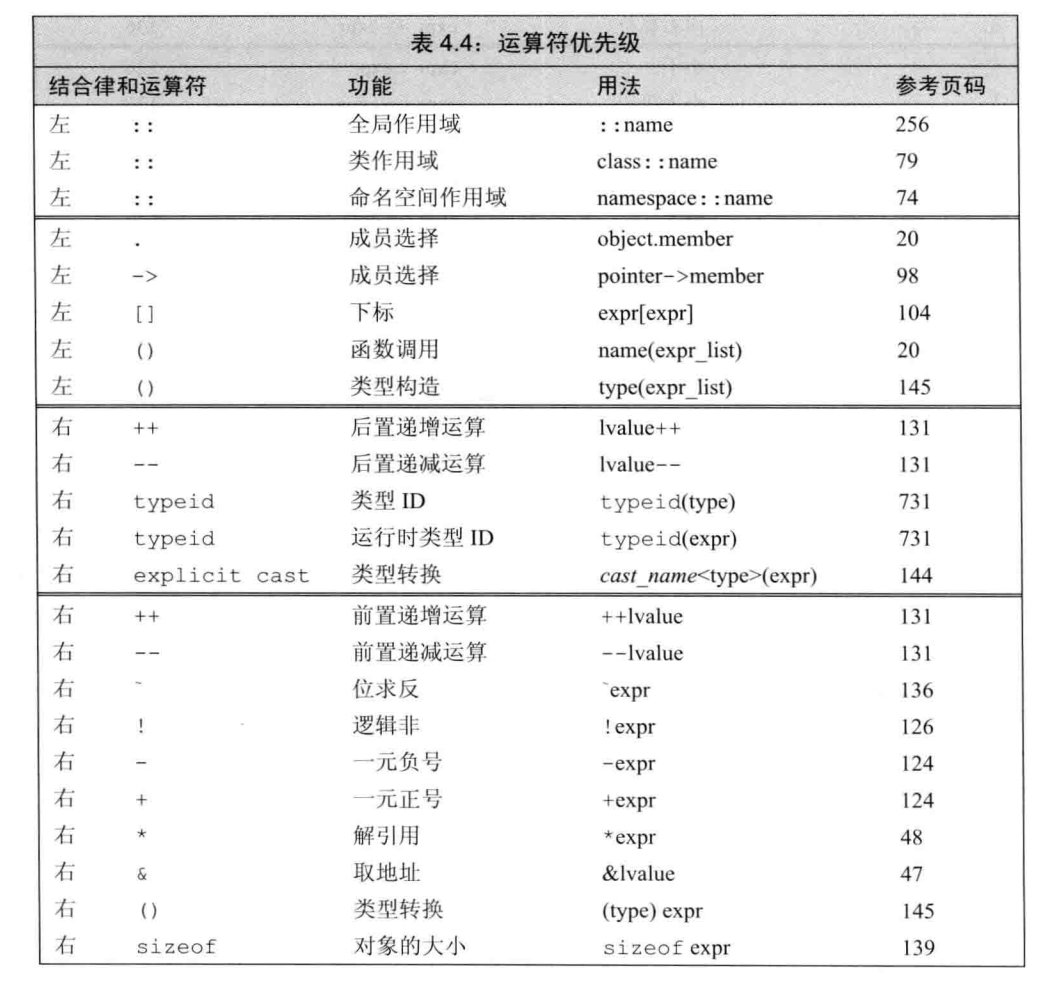 表 4.4：运算符优先级
结合律和运算符 功能 用法 参考页码
左 :: 全局作用域 ::name 256
左 :: 类作用域 class::name 79
左 :: 命名空间作用域 namespace::name 74
左 . 成员选择 object.member 20
左 -> 成员选择 pointer->member 98
左 [] 下标 expr[expr] 104
左 () 函数调用 name(expr_list) 20
左 () 类型构造 type(expr_list) 145
右 ++ 后置递增运算 lvalue++ 131
右 -- 后置递减运算 lvalue-- 131
右 typeid 类型 ID typeid(type) 731
右 typeid 运行时类型 ID typeid(expr) 731
右 explicit cast 类型转换 cast_name<type>(expr) 144
右 ++ 前置递增运算 ++lvalue 131
右 -- 前置递减运算 --lvalue 131
右 ~ 位求反 ~expr 136
右 ! 逻辑非 !expr 126
右 - 一元负号 -expr 124
右 + 一元正号 +expr 124
右 * 解引用 *expr 48
右 & 取地址 &lvalue 47
右 () 类型转换 (type) expr 145
右 sizeof 对象的大小 sizeof expr 139